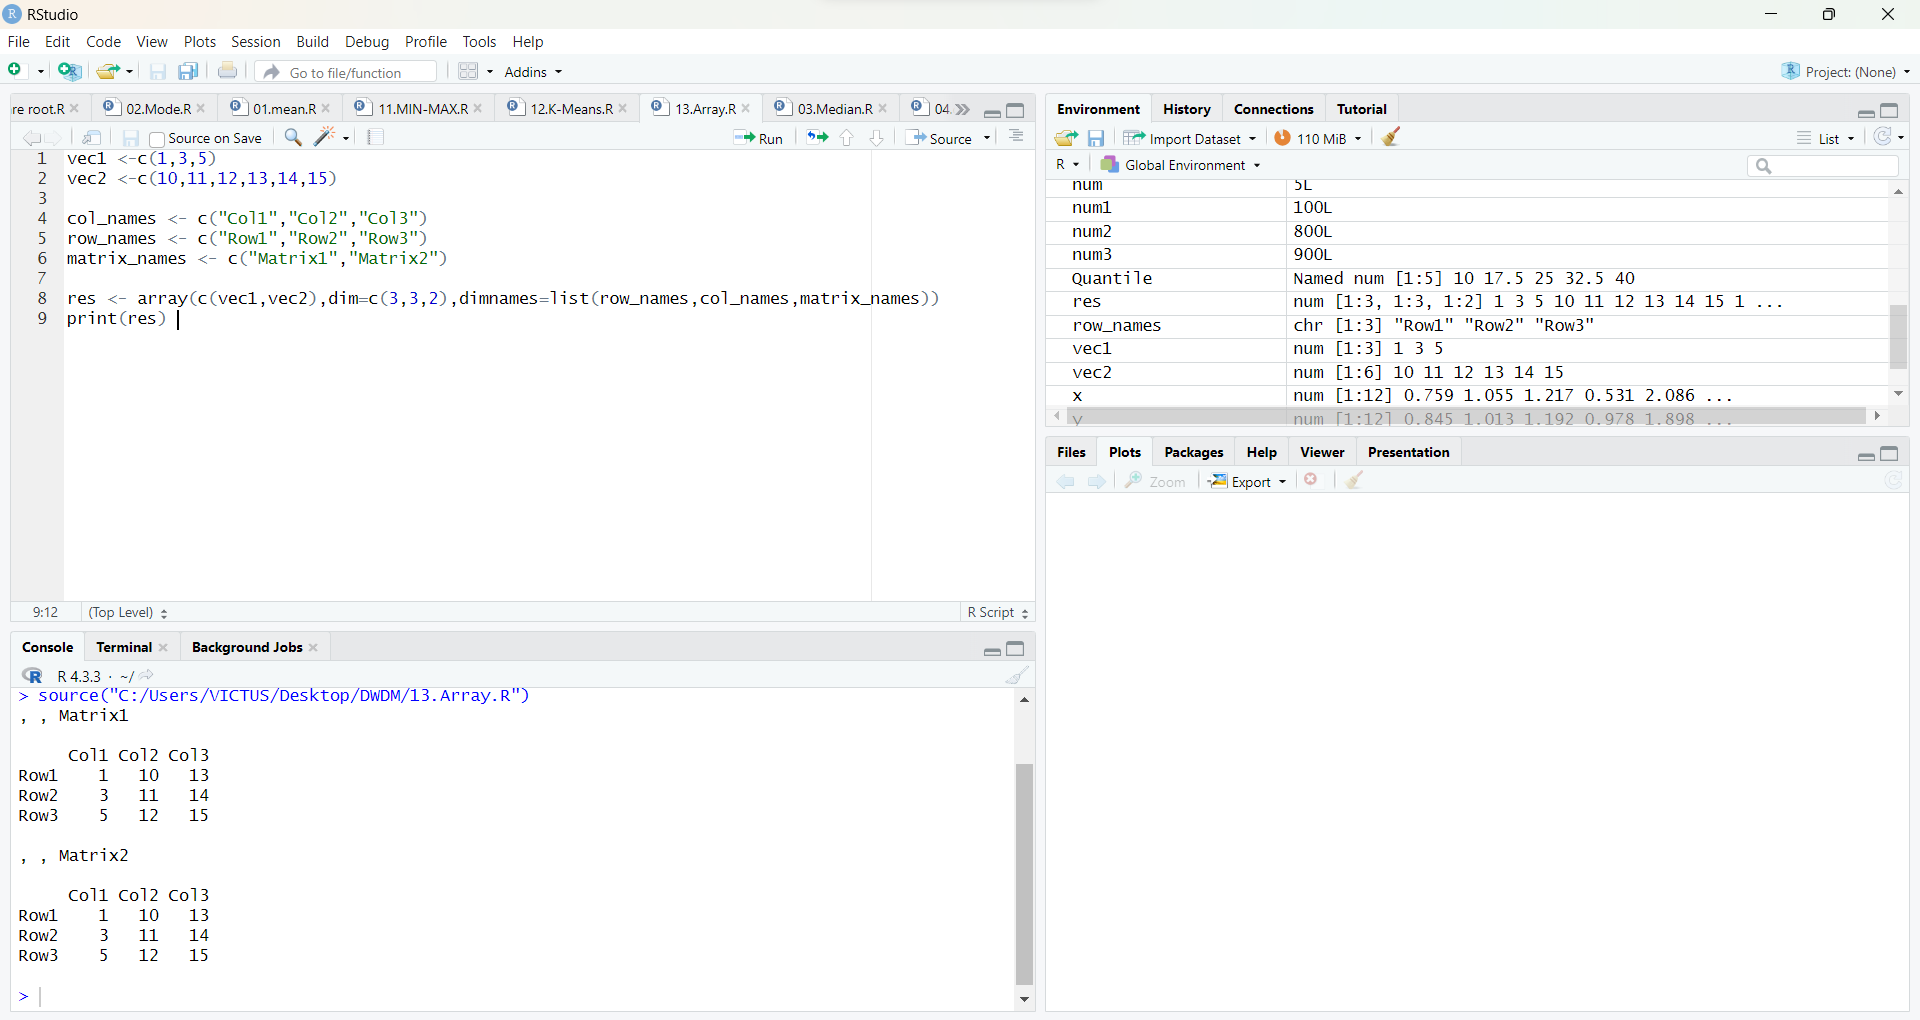 RStudio
File Edit Code View Plots Session Build Debug Profile Tools Help
Go to file/function Addins Project: (None)
re root.R 02.Mode.R 01.mean.R 11.MIN-MAX.R 12.K-Means.R 13.Array.R 03.Median.R 04.
Source on Save Run Source
1 vec1 <-c(1,3,5)
2 vec2 <-c(10,11,12,13,14,15)
3
4 col_names <- c("Col1","Col2","Col3")
5 row_names <- c("Row1","Row2","Row3")
6 matrix_names <- c("Matrix1","Matrix2")
7
8 res <- array(c(vec1,vec2),dim=c(3,3,2),dimnames=list(row_names,col_names,matrix_names))
9 print(res)
9:12 (Top Level) R Script
Console Terminal Background Jobs
R 4.3.3 · ~/
> source("C:/Users/VICTUS/Desktop/DWDM/13.Array.R")
, , Matrix1
Col1 Col2 Col3
Row1 1 10 13
Row2 3 11 14
Row3 5 12 15
, , Matrix2
Col1 Col2 Col3
Row1 1 10 13
Row2 3 11 14
Row3 5 12 15
>
Environment History Connections Tutorial
Import Dataset 110 MiB List
R Global Environment
num 5L
num1 100L
num2 800L
num3 900L
Quantile Named num [1:5] 10 17.5 25 32.5 40
res num [1:3, 1:3, 1:2] 1 3 5 10 11 12 13 14 15 1 ...
row_names chr [1:3] "Row1" "Row2" "Row3"
vec1 num [1:3] 1 3 5
vec2 num [1:6] 10 11 12 13 14 15
x num [1:12] 0.759 1.055 1.217 0.531 2.086 ...
y num [1:12] 0.845 1.013 1.192 0.978 1.898 ...
Files Plots Packages Help Viewer Presentation
Zoom Export